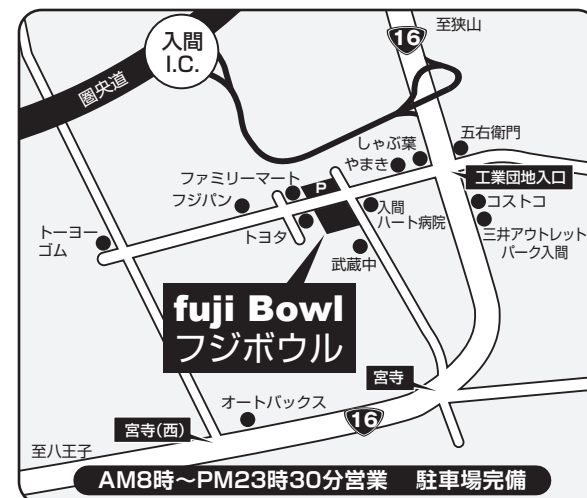 至狭山
16
入間
I.C.
圏央道
五右衛門
しゃぶ葉
やまき
工業団地入口
ファミリーマート
P
フジパン
コストコ
入間
ハート病院
トヨタ
三井アウトレット
パーク入間
トーヨー
ゴム
武蔵中
fuji Bowl
フジボウル
宮寺
オートバックス
16
宮寺(西)
至八王子
AM8時～PM23時30分営業 駐車場完備